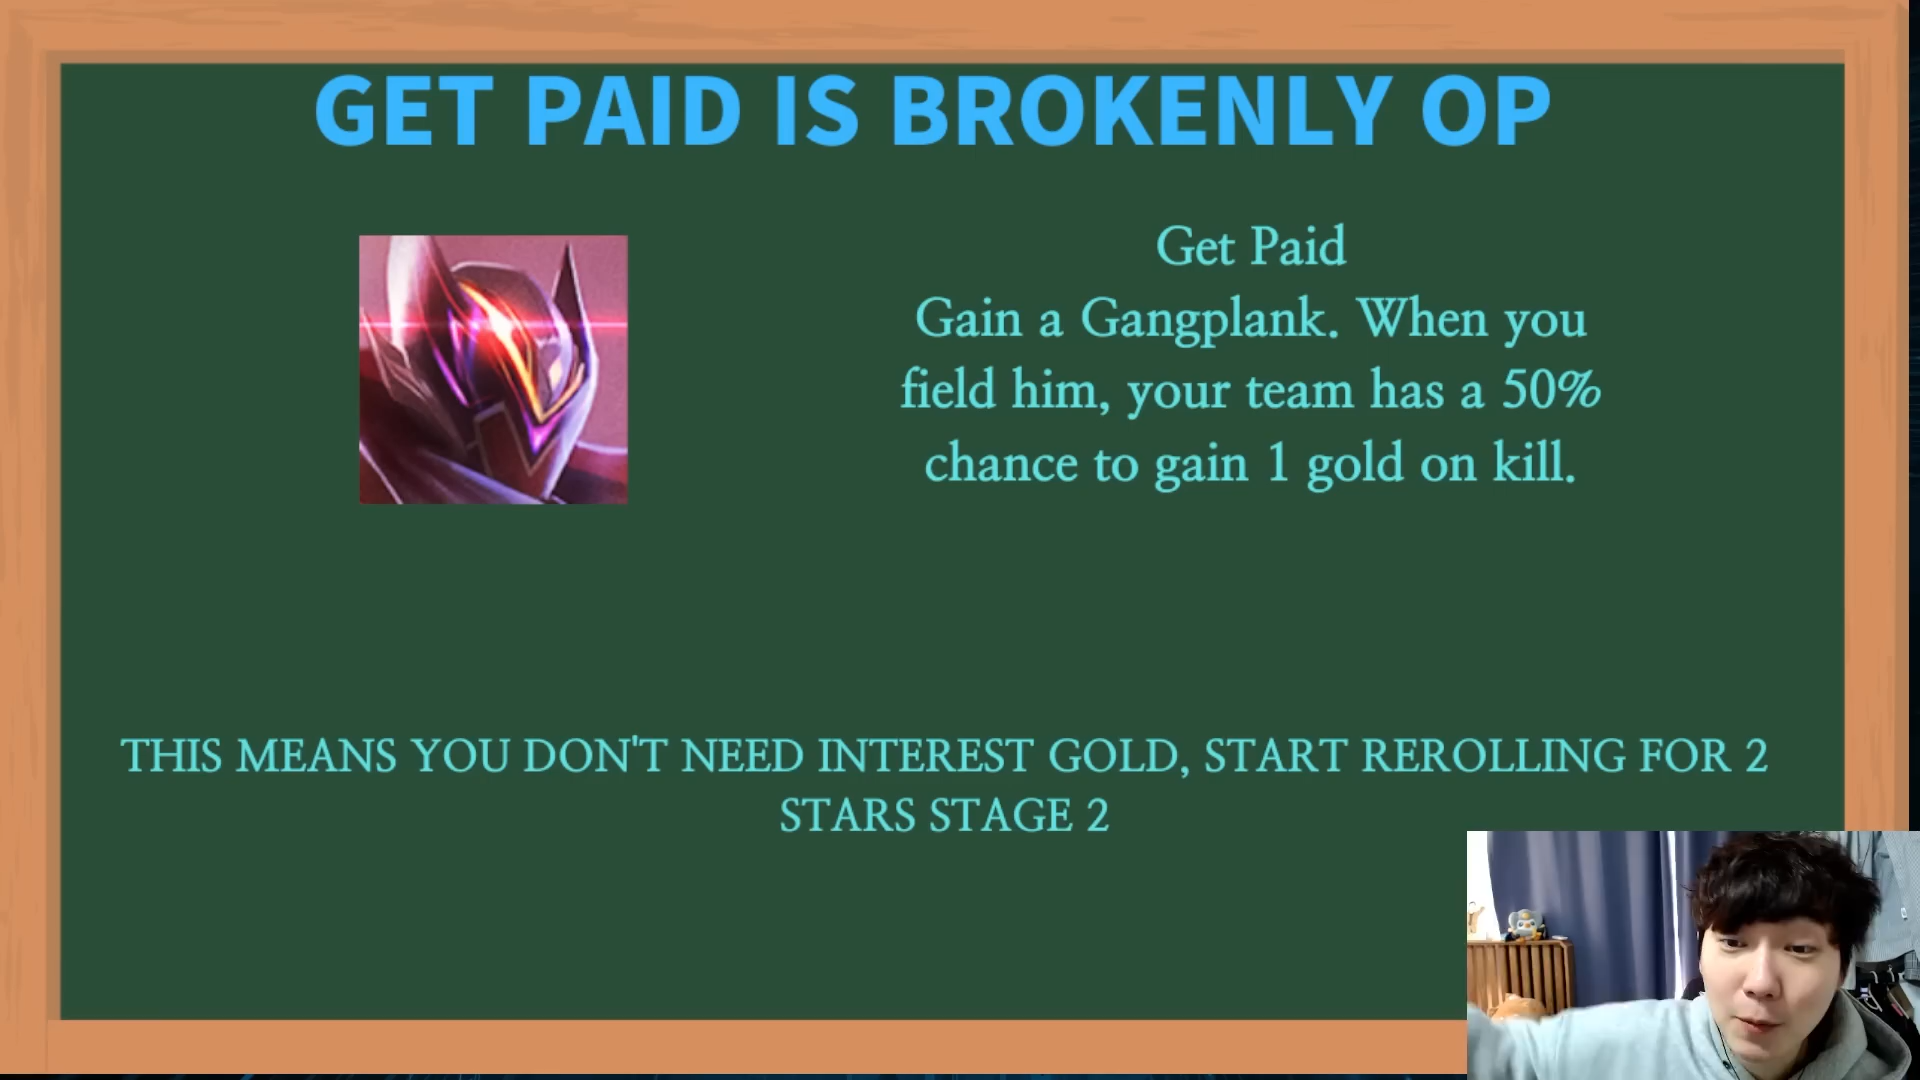 GET PAID IS BROKENLY OP
Get Paid
Gain a Gangplank. When you
field him, your team has a 50%
chance to gain 1 gold on kill.
THIS MEANS YOU DON'T NEED INTEREST GOLD, START REROLLING FOR 2
STARS STAGE 2